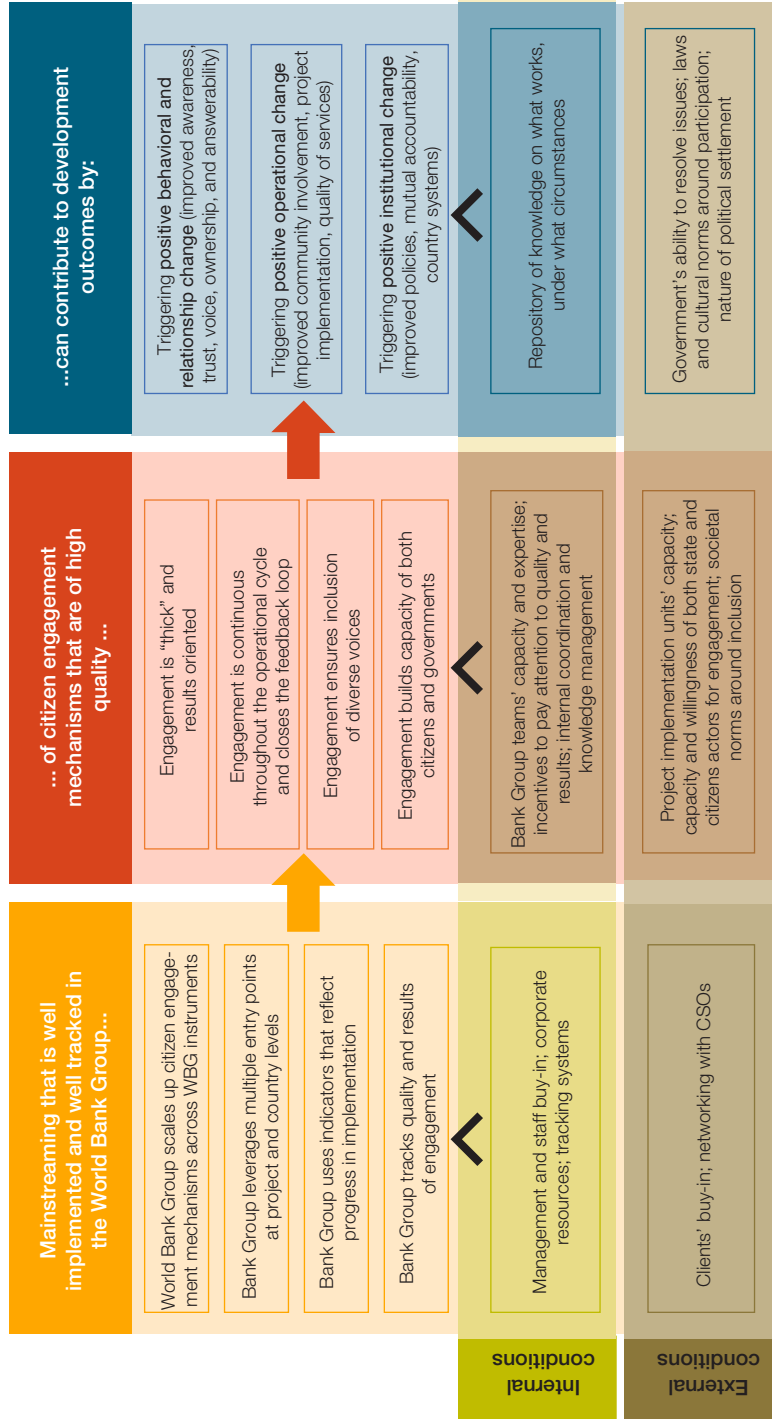 Mainstreaming that is well
implemented and well tracked in
the World Bank Group...
World Bank Group scales up citizen engage-
ment mechanisms across WBG instruments
Bank Group leverages multiple entry points
at project and country levels
Bank Group uses indicators that reflect
progress in implementation
Bank Group tracks quality and results
of engagement
... of citizen engagement
mechanisms that are of high
quality ...
Engagement is “thick” and
results oriented
Engagement is continuous
throughout the operational cycle
and closes the feedback loop
Engagement ensures inclusion
of diverse voices
Engagement builds capacity of both
citizens and governments
...can contribute to development
outcomes by:
Triggering positive behavioral and
relationship change (improved awareness,
trust, voice, ownership, and answerability)
Triggering positive operational change
(improved community involvement, project
implementation, quality of services)
Triggering positive institutional change
(improved policies, mutual accountability,
country systems)
Internal
conditions
Management and staff buy-in; corporate
resources; tracking systems
Bank Group teams’ capacity and expertise;
incentives to pay attention to quality and
results; internal coordination and
knowledge management
Repository of knowledge on what works,
under what circumstances
External
conditions
Clients’ buy-in; networking with CSOs
Project implementation units’ capacity;
capacity and willingness of both state and
citizens actors for engagement; societal
norms around inclusion
Government’s ability to resolve issues; laws
and cultural norms around participation;
nature of political settlement